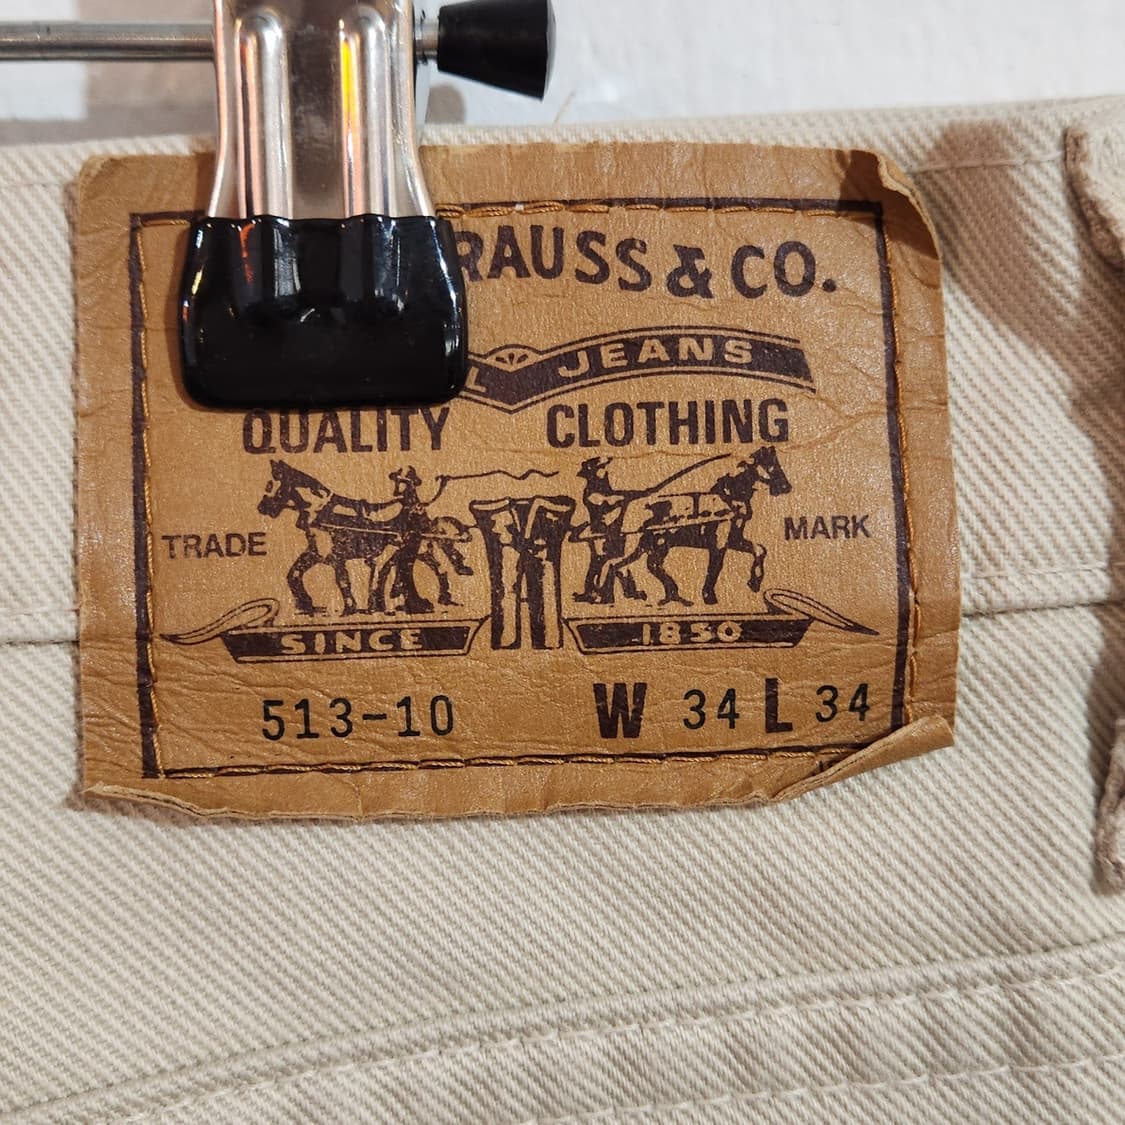 RAUSS & CO.
L JEANS
QUALITY CLOTHING
TRADE MARK
SINCE 1850
513-10 W 34 L 34